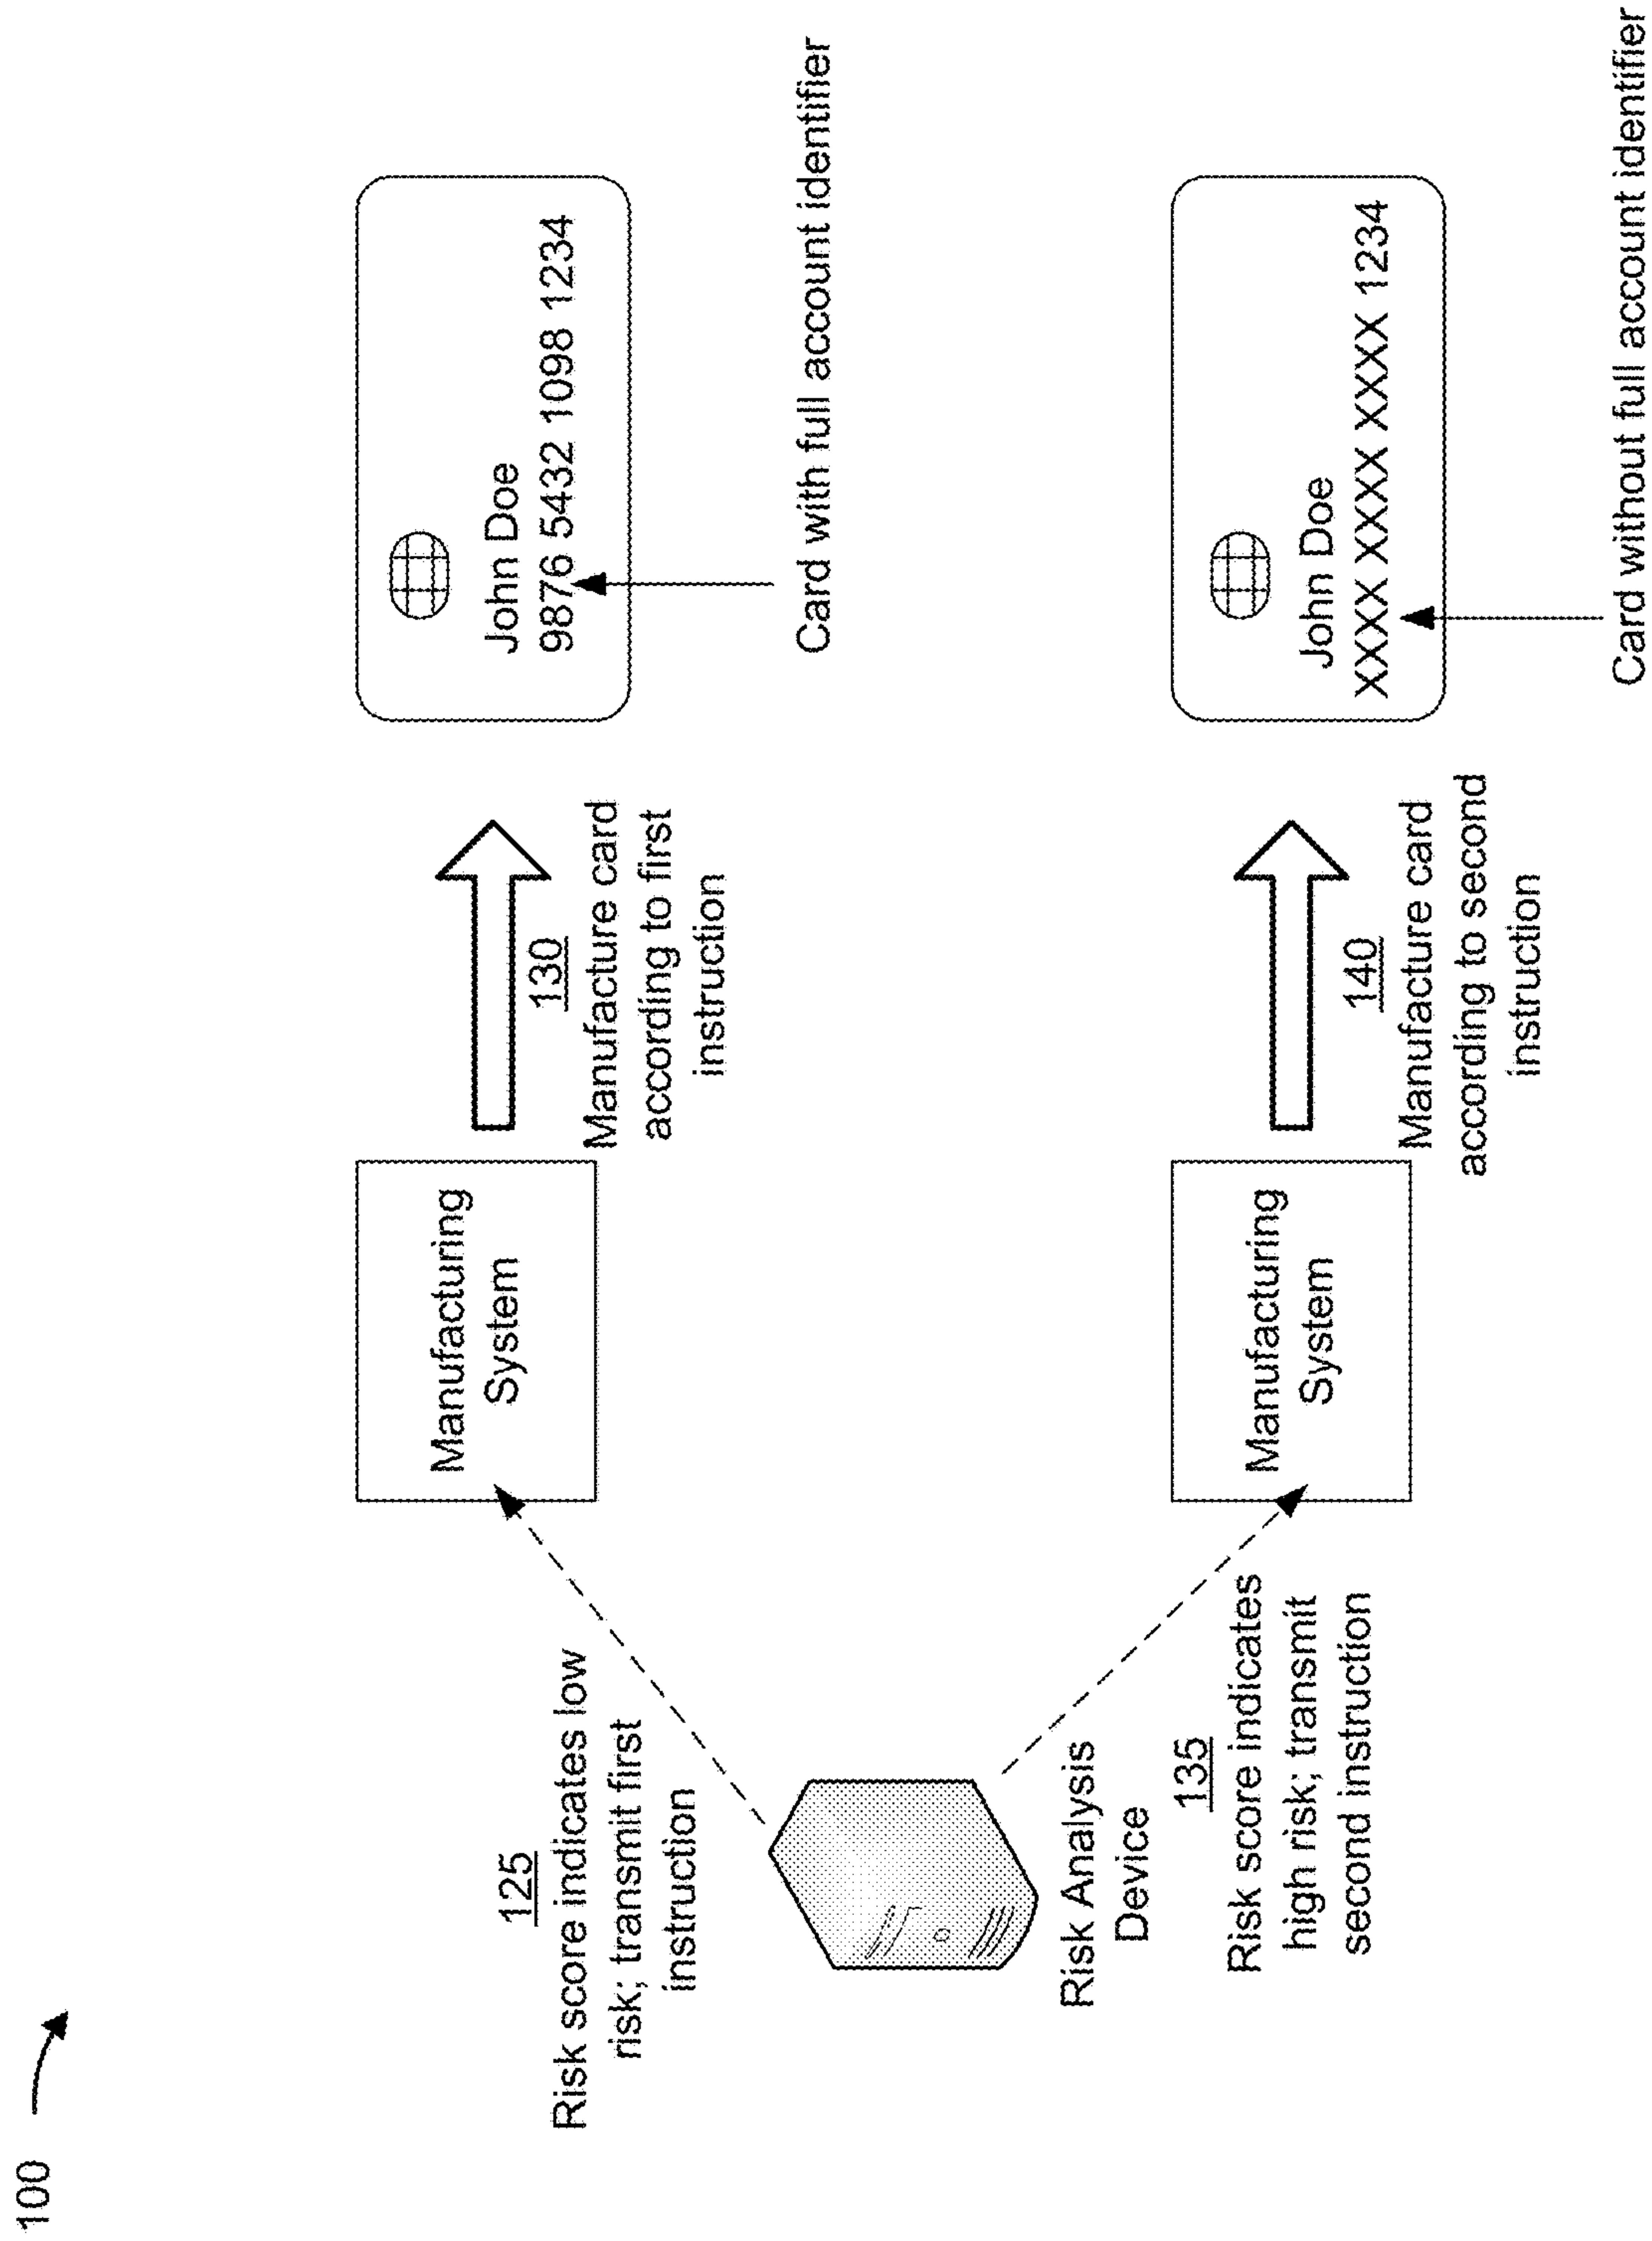 100
125
Risk score indicates low
risk; transmit first
instruction
Manufacturing
System
130
Manufacture card
according to first
instruction
John Doe
9876 5432 1098 1234
Card with full account identifier
Risk Analysis
Device
135
Risk score indicates
high risk; transmit
second instruction
Manufacturing
System
140
Manufacture card
according to second
instruction
John Doe
XXXX XXXX XXXX 1234
Card without full account identifier